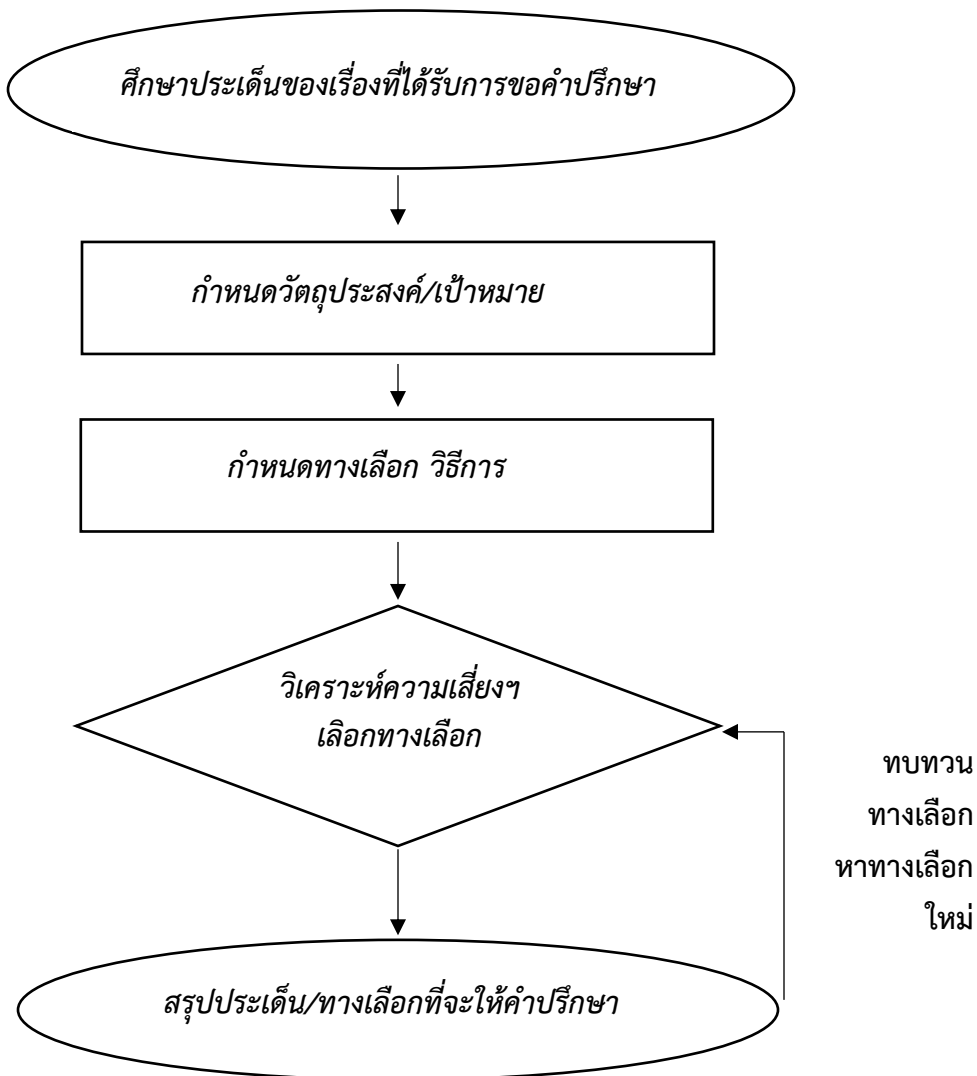 ศึกษาประเด็นของเรื่องที่ได้รับการขอคำปรึกษา
กำหนดวัตถุประสงค์/เป้าหมาย
กำหนดทางเลือก วิธีการ
วิเคราะห์ความเสี่ยงฯ
เลิอกทางเลือก
ทบทวน
ทางเลือก
หาทางเลือก
ใหม่
สรุปประเด็น/ทางเลือกที่จะให้คำปรึกษา